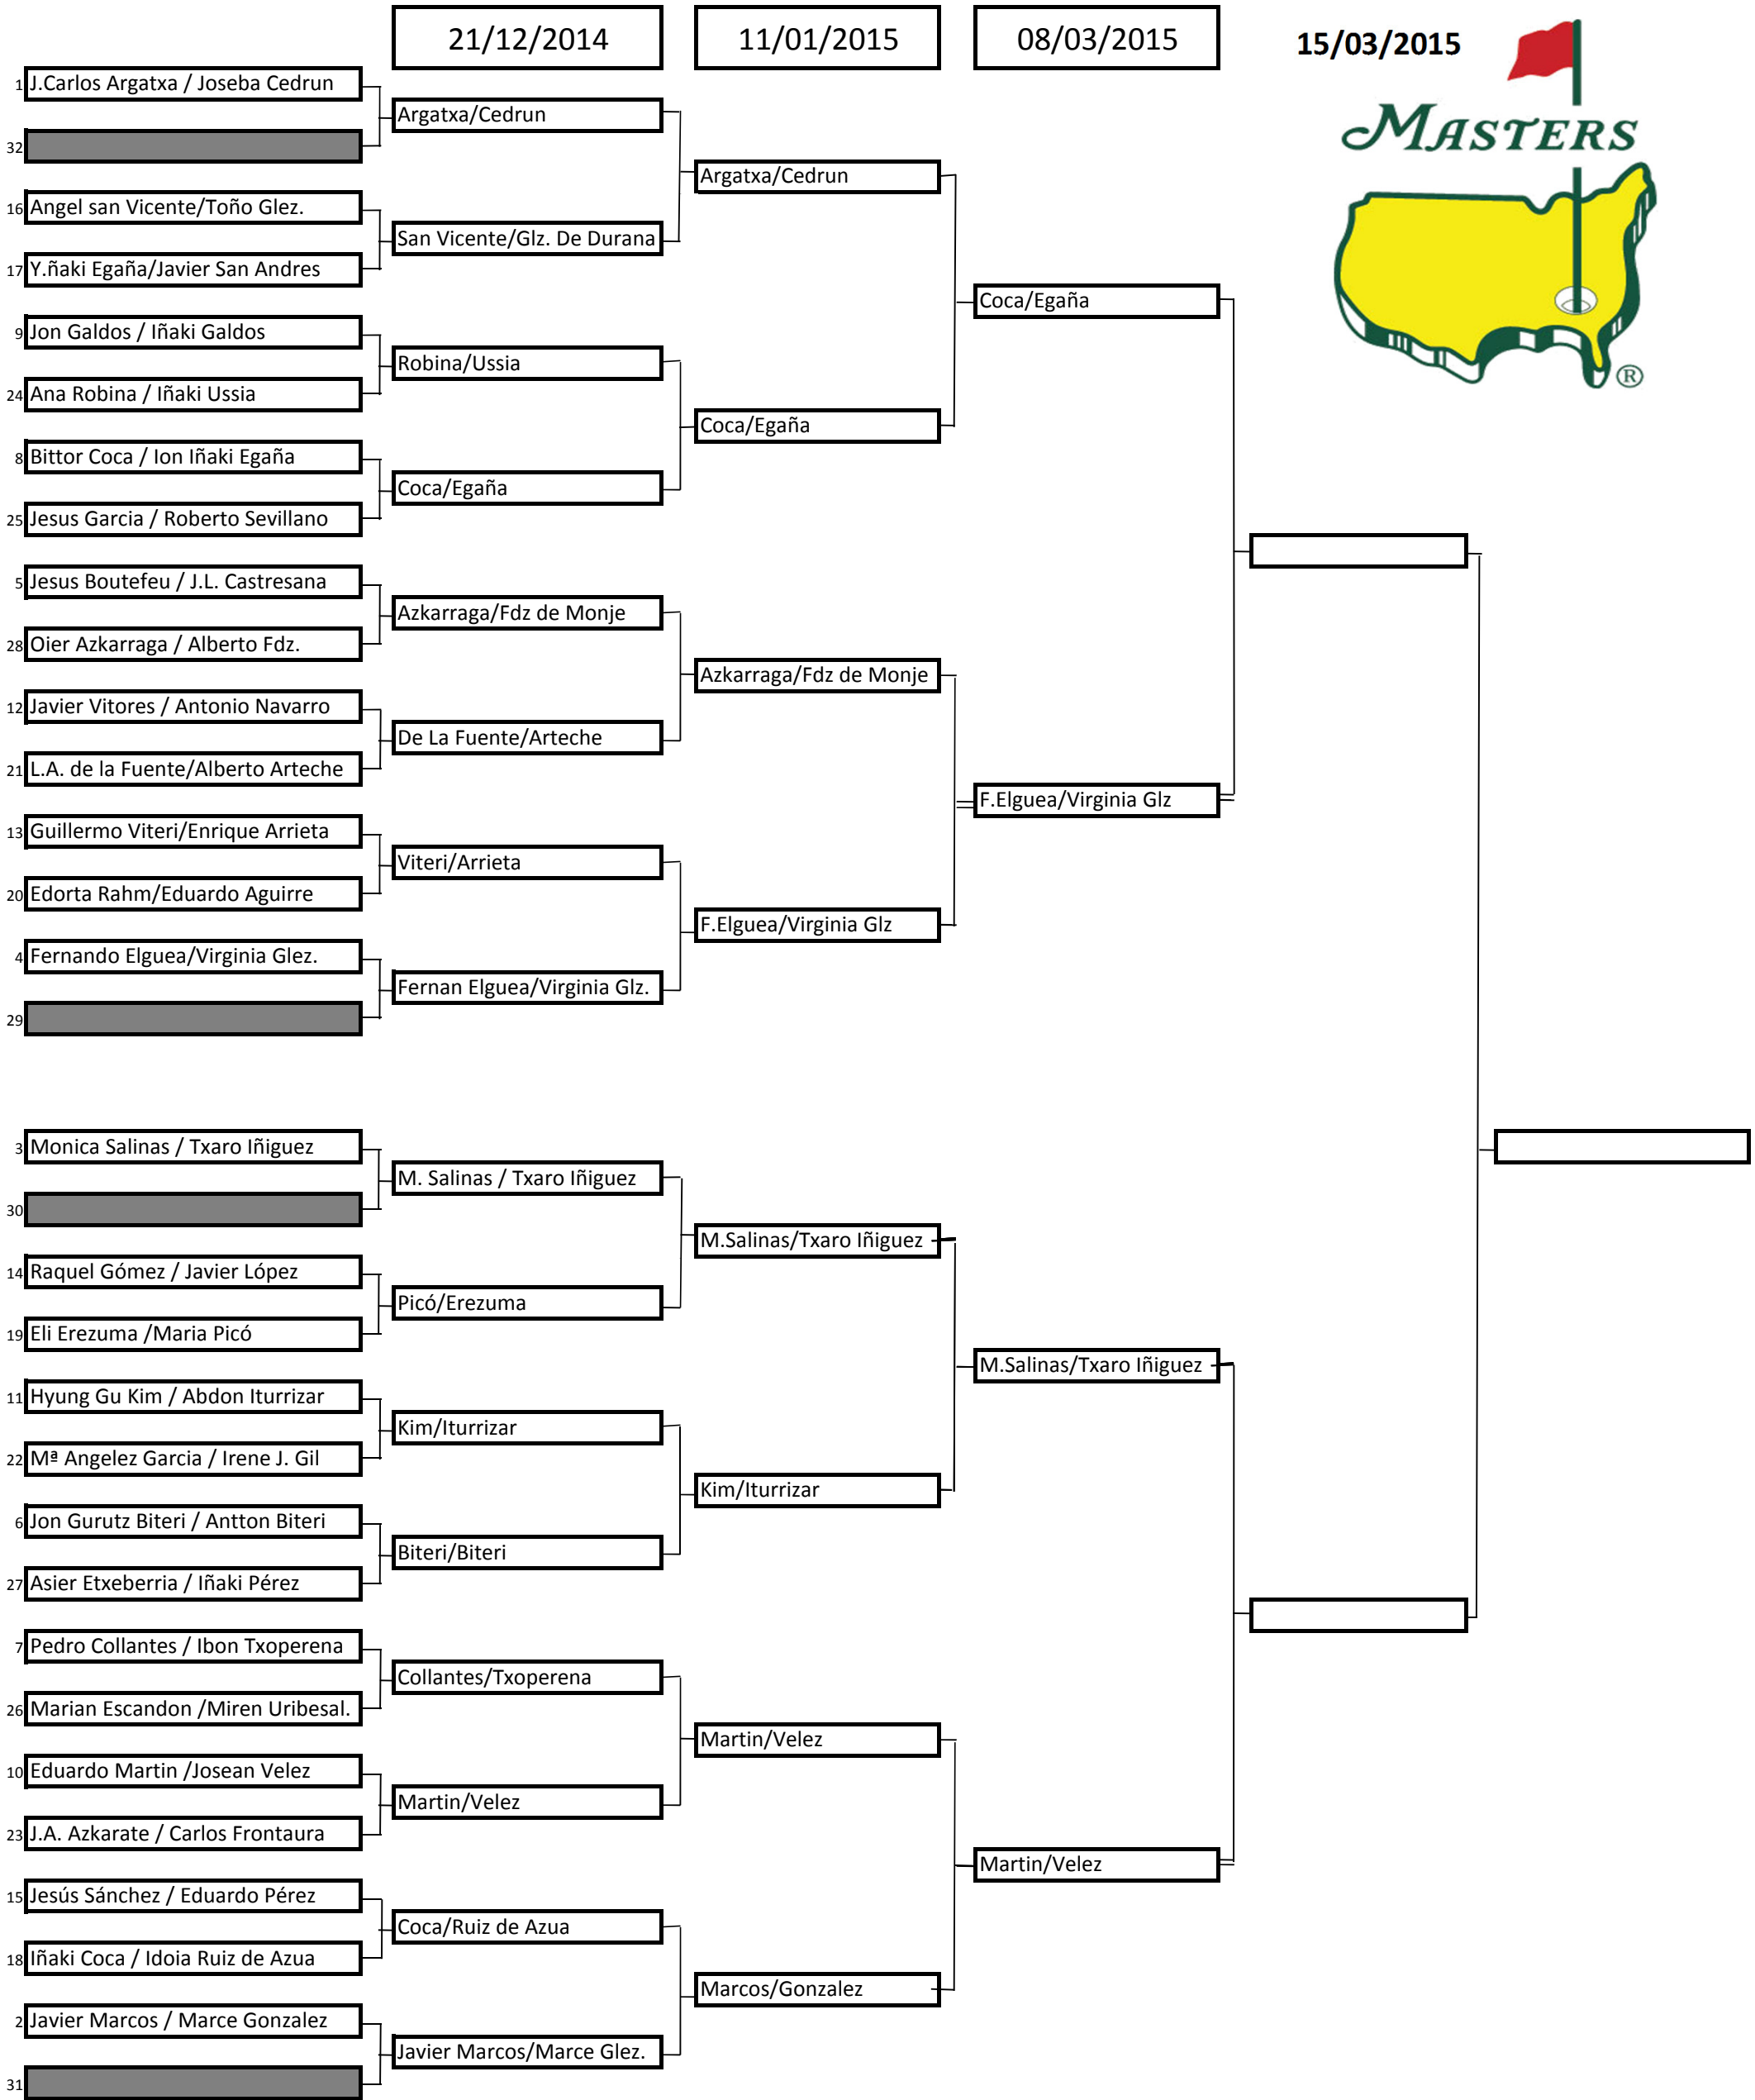 21/12/2014
11/01/2015
08/03/2015
15/03/2015
MASTERS
®
1 J.Carlos Argatxa / Joseba Cedrun
32
16 Angel san Vicente/Toño Glez.
17 Y.ñaki Egaña/Javier San Andres
9 Jon Galdos / Iñaki Galdos
24 Ana Robina / Iñaki Ussia
8 Bittor Coca / Ion Iñaki Egaña
25 Jesus Garcia / Roberto Sevillano
5 Jesus Boutefeu / J.L. Castresana
28 Oier Azkarraga / Alberto Fdz.
12 Javier Vitores / Antonio Navarro
21 L.A. de la Fuente/Alberto Arteche
13 Guillermo Viteri/Enrique Arrieta
20 Edorta Rahm/Eduardo Aguirre
4 Fernando Elguea/Virginia Glez.
29
3 Monica Salinas / Txaro Iñiguez
30
14 Raquel Gómez / Javier López
19 Eli Erezuma /Maria Picó
11 Hyung Gu Kim / Abdon Iturrizar
22 Mª Angelez Garcia / Irene J. Gil
6 Jon Gurutz Biteri / Antton Biteri
27 Asier Etxeberria / Iñaki Pérez
7 Pedro Collantes / Ibon Txoperena
26 Marian Escandon /Miren Uribesal.
10 Eduardo Martin /Josean Velez
23 J.A. Azkarate / Carlos Frontaura
15 Jesús Sánchez / Eduardo Pérez
18 Iñaki Coca / Idoia Ruiz de Azua
2 Javier Marcos / Marce Gonzalez
31
Argatxa/Cedrun
San Vicente/Glz. De Durana
Robina/Ussia
Coca/Egaña
Azkarraga/Fdz de Monje
De La Fuente/Arteche
Viteri/Arrieta
Fernan Elguea/Virginia Glz.
M. Salinas / Txaro Iñiguez
Picó/Erezuma
Kim/Iturrizar
Biteri/Biteri
Collantes/Txoperena
Martin/Velez
Coca/Ruiz de Azua
Javier Marcos/Marce Glez.
Argatxa/Cedrun
Coca/Egaña
Azkarraga/Fdz de Monje
F.Elguea/Virginia Glz
M.Salinas/Txaro Iñiguez
Kim/Iturrizar
Martin/Velez
Marcos/Gonzalez
Coca/Egaña
F.Elguea/Virginia Glz
M.Salinas/Txaro Iñiguez
Martin/Velez